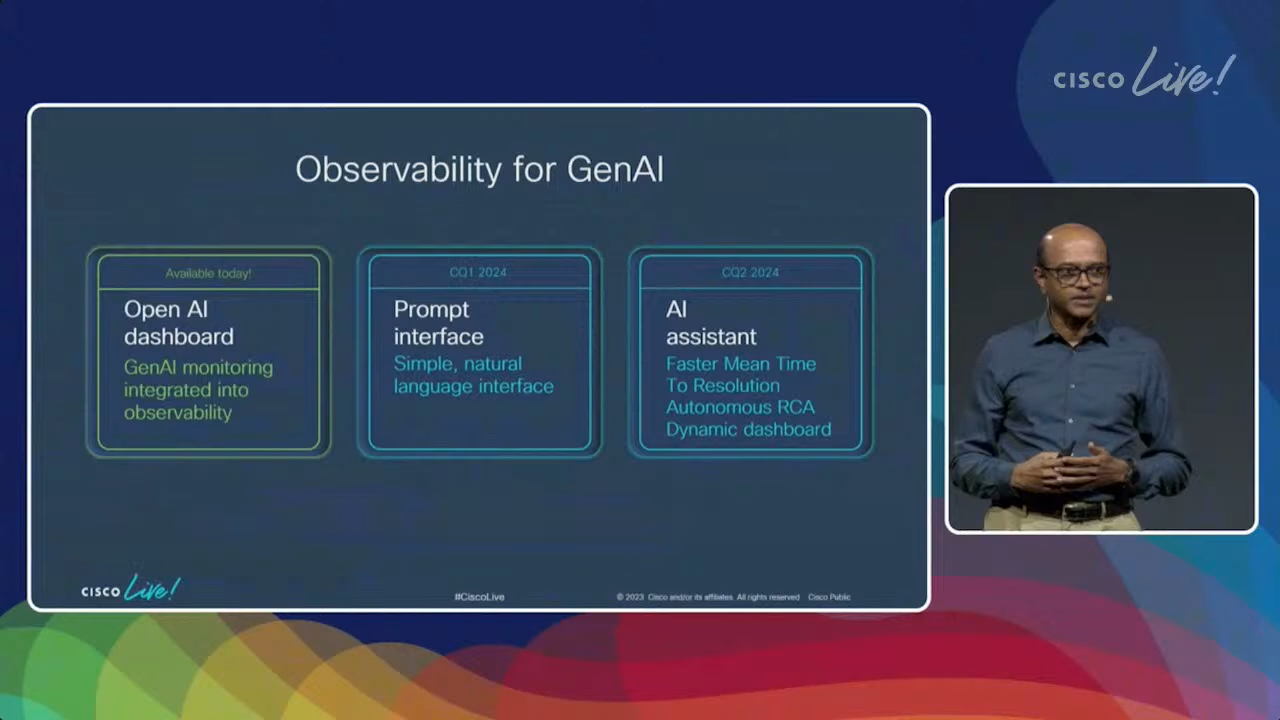 CISCO Live!
Observability for GenAI
Available today!
Open AI
dashboard
GenAI monitoring
integrated into
observability
CQ1 2024
Prompt
interface
Simple, natural
language interface
CQ2 2024
AI
assistant
Faster Mean Time
To Resolution
Autonomous RCA
Dynamic dashboard
CISCO Live!
#CiscoLive
© 2023 Cisco and/or its affiliates. All rights reserved Cisco Public